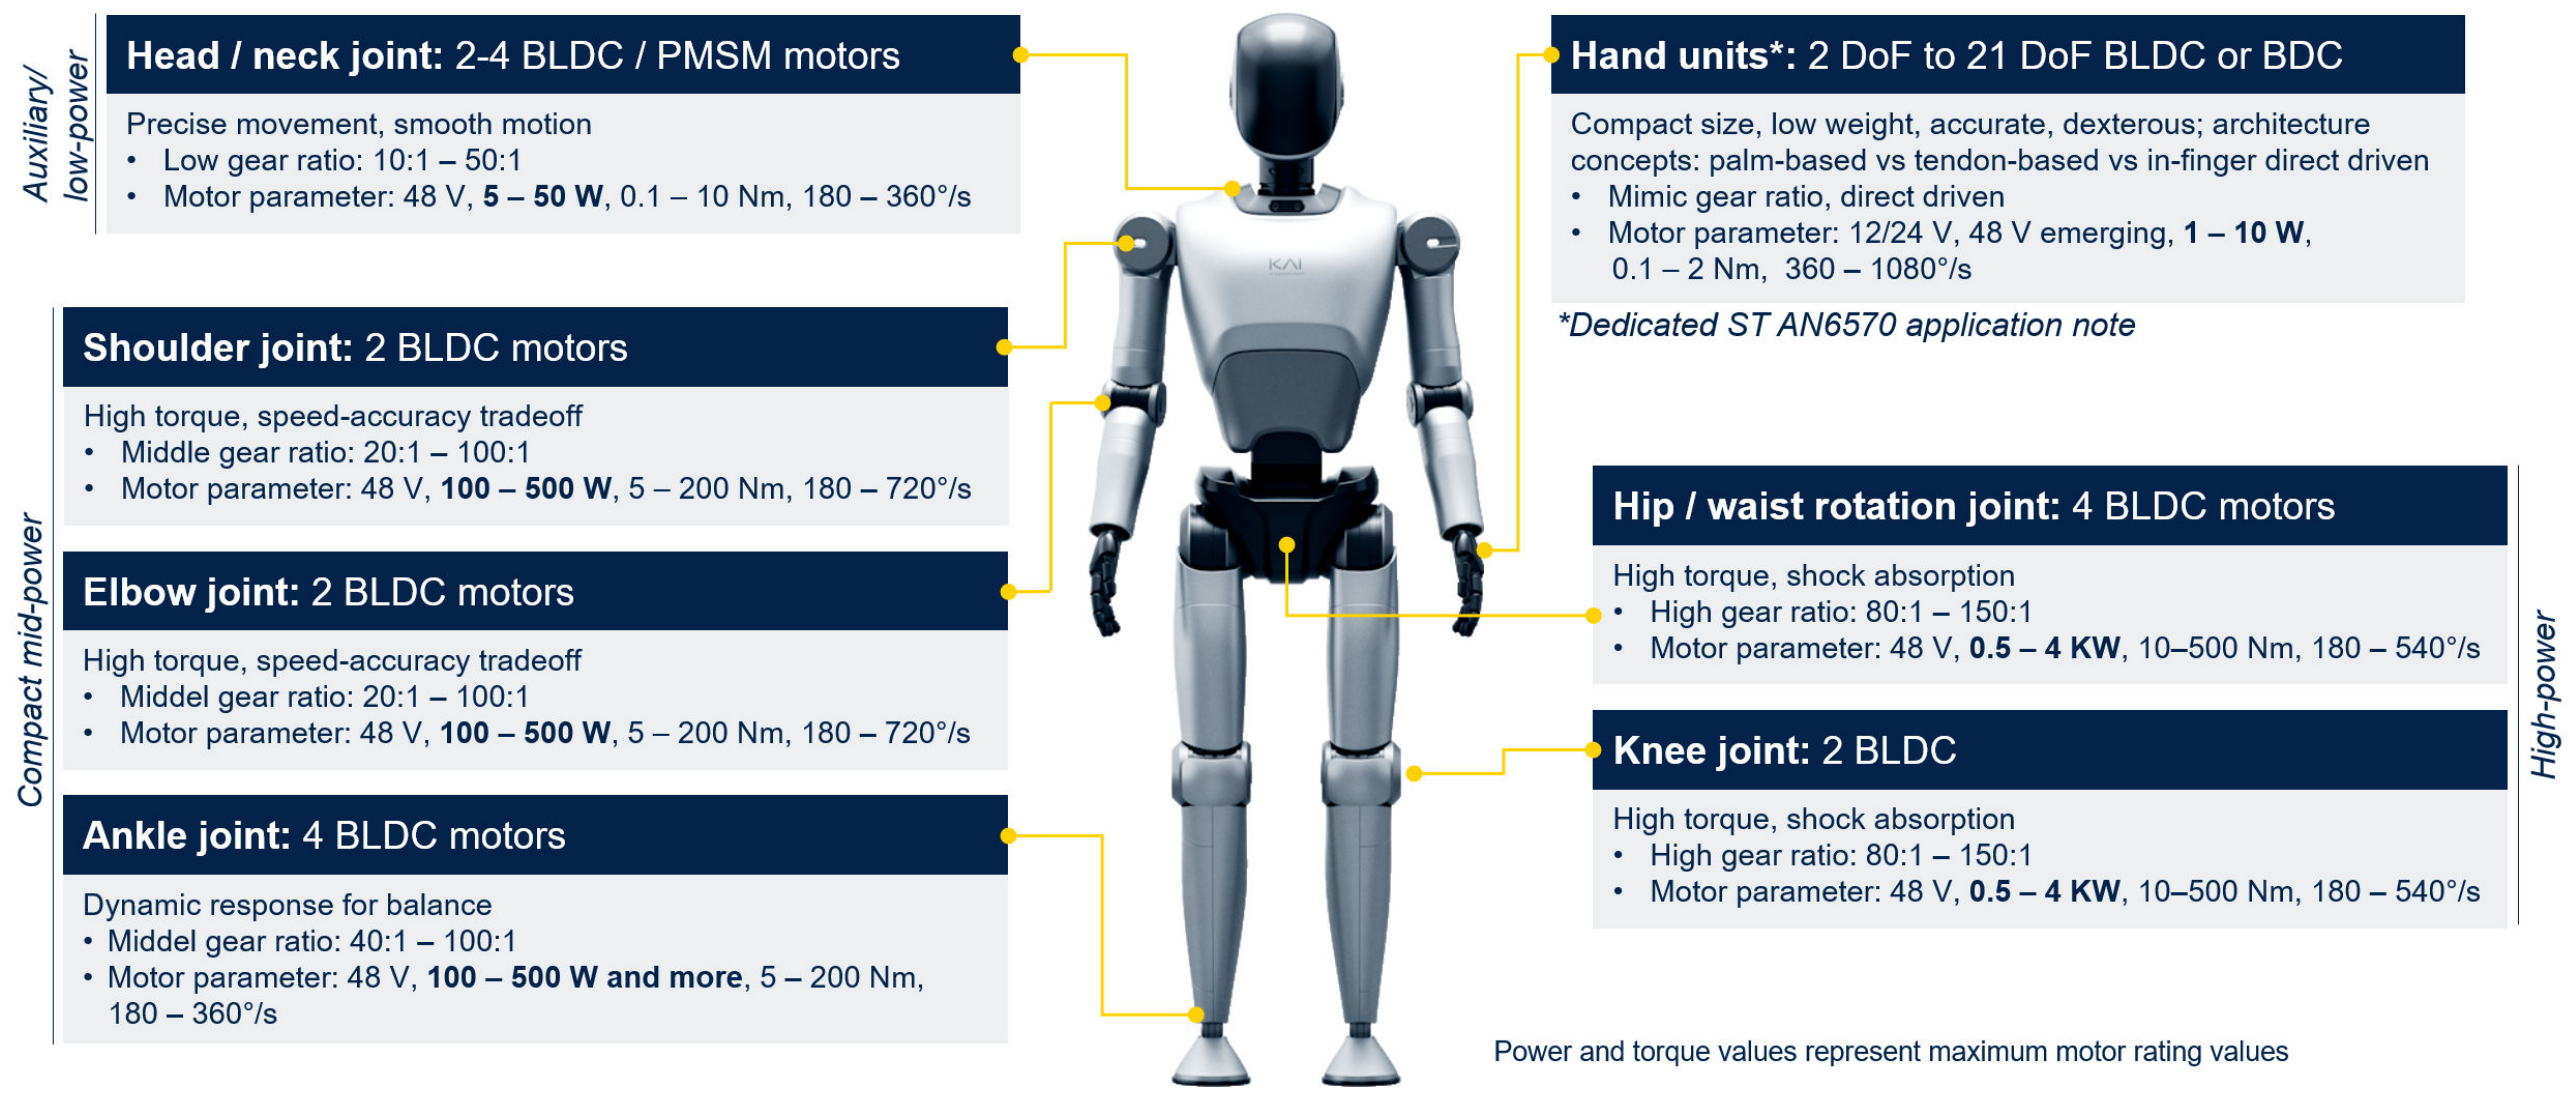 Auxiliary/
low-power
Head / neck joint: 2-4 BLDC / PMSM motors
Precise movement, smooth motion
• Low gear ratio: 10:1 – 50:1
• Motor parameter: 48 V, 5 – 50 W, 0.1 – 10 Nm, 180 – 360°/s
Compact mid-power
Shoulder joint: 2 BLDC motors
High torque, speed-accuracy tradeoff
• Middle gear ratio: 20:1 – 100:1
• Motor parameter: 48 V, 100 – 500 W, 5 – 200 Nm, 180 – 720°/s
Elbow joint: 2 BLDC motors
High torque, speed-accuracy tradeoff
• Middel gear ratio: 20:1 – 100:1
• Motor parameter: 48 V, 100 – 500 W, 5 – 200 Nm, 180 – 720°/s
Ankle joint: 4 BLDC motors
Dynamic response for balance
• Middel gear ratio: 40:1 – 100:1
• Motor parameter: 48 V, 100 – 500 W and more, 5 – 200 Nm,
180 – 360°/s
KAI
Hand units*: 2 DoF to 21 DoF BLDC or BDC
Compact size, low weight, accurate, dexterous; architecture
concepts: palm-based vs tendon-based vs in-finger direct driven
• Mimic gear ratio, direct driven
• Motor parameter: 12/24 V, 48 V emerging, 1 – 10 W,
0.1 – 2 Nm, 360 – 1080°/s
*Dedicated ST AN6570 application note
High-power
Hip / waist rotation joint: 4 BLDC motors
High torque, shock absorption
• High gear ratio: 80:1 – 150:1
• Motor parameter: 48 V, 0.5 – 4 KW, 10–500 Nm, 180 – 540°/s
Knee joint: 2 BLDC
High torque, shock absorption
• High gear ratio: 80:1 – 150:1
• Motor parameter: 48 V, 0.5 – 4 KW, 10–500 Nm, 180 – 540°/s
Power and torque values represent maximum motor rating values